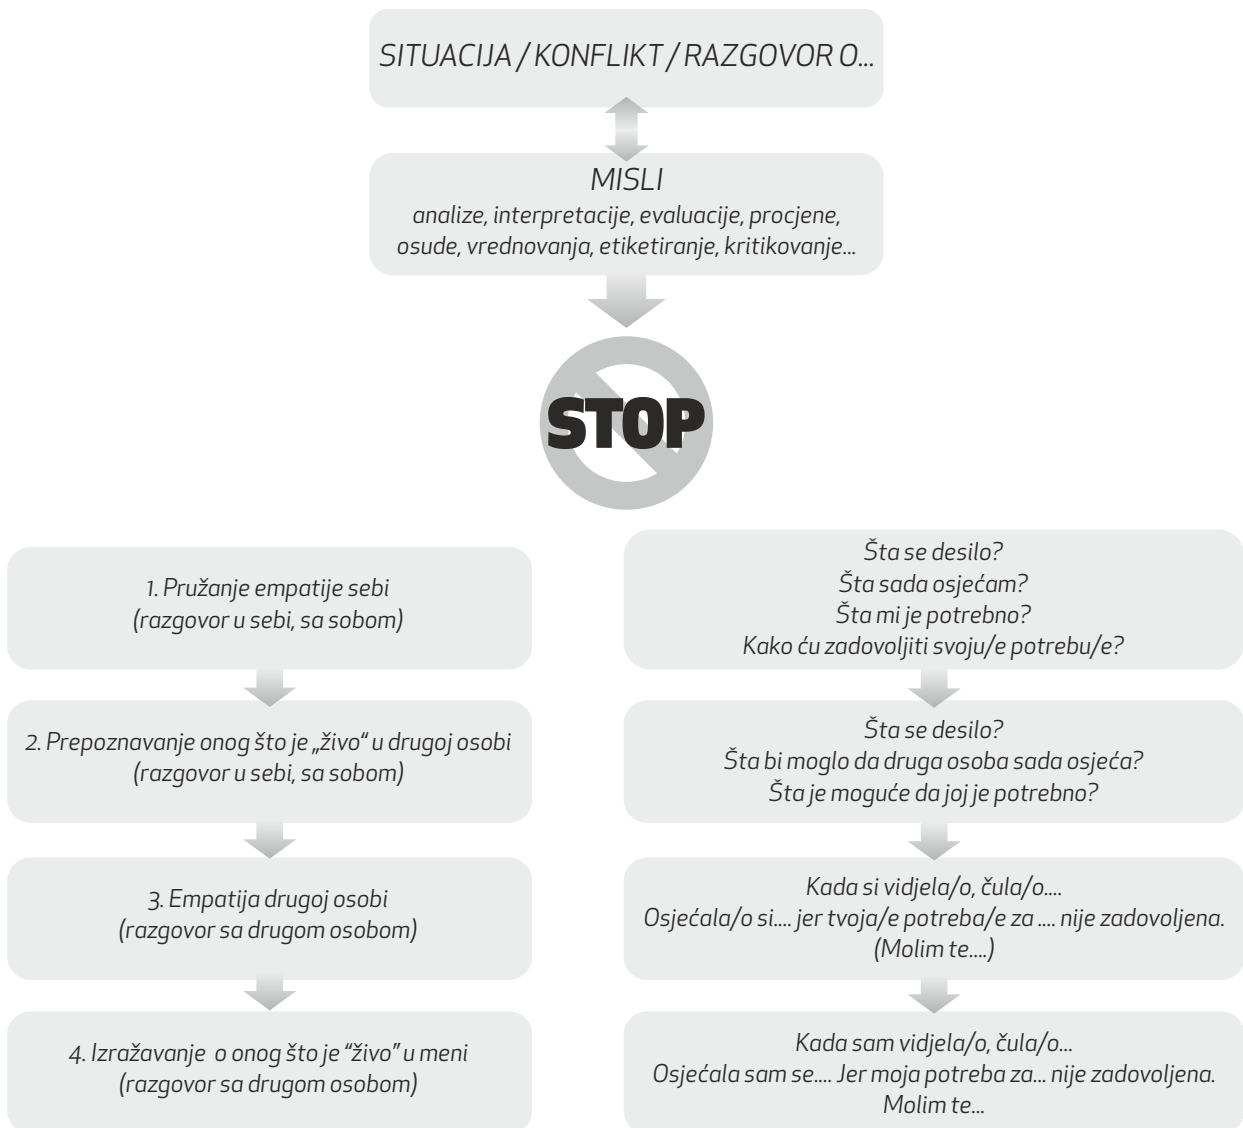 SITUACIJA / KONFLIKT / RAZGOVOR O...
MISLI
analize, interpretacije, evaluacije, procjene,
osude, vrednovanja, etiketiranje, kritikovanje...
STOP
1. Pružanje empatije sebi
(razgovor u sebi, sa sobom)
Šta se desilo?
Šta sada osjećam?
Šta mi je potrebno?
Kako ću zadovoljiti svoju/e potrebu/e?
2. Prepoznavanje onog što je „živo“ u drugoj osobi
(razgovor u sebi, sa sobom)
Šta se desilo?
Šta bi moglo da druga osoba sada osjeća?
Šta je moguće da joj je potrebno?
3. Empatija drugoj osobi
(razgovor sa drugom osobom)
Kada si vidjela/o, čula/o....
Osjećala/o si.... jer tvoja/e potreba/e za .... nije zadovoljena.
(Molim te....)
4. Izražavanje  o onog što je “živo” u meni
(razgovor sa drugom osobom)
Kada sam vidjela/o, čula/o...
Osjećala sam se.... Jer moja potreba za... nije zadovoljena.
Molim te...